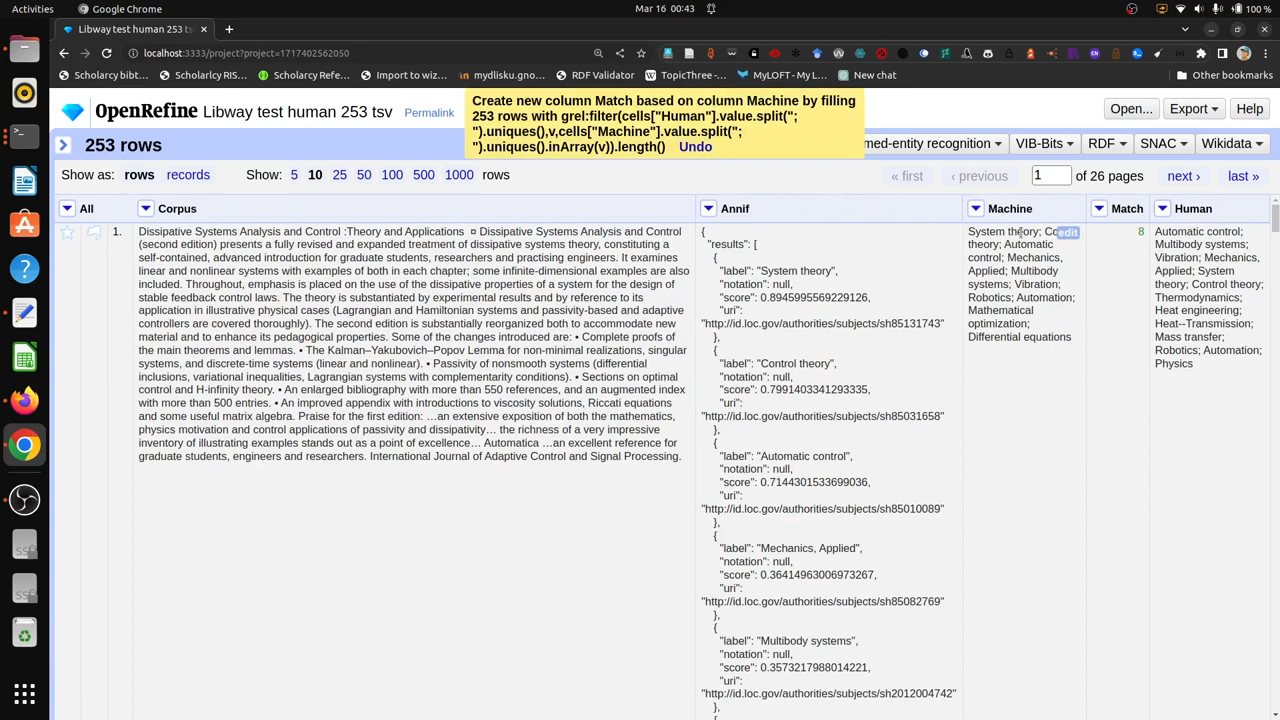 Activities
Google Chrome
Mar 16 00:43
100 %
Libway test human 253 ts
localhost:3333/project?project=1717402562050
Scholarcy bibt...
Scholarlcy RIS...
Scholarcy Refe...
Import to wiz...
mydlisku.gno...
RDF Validator
TopicThree ...
MyLOFT - My L...
New chat
Other bookmarks
OpenRefine
Libway test human 253 tsv
Permalink
Create new column Match based on column Machine by filling
253 rows with grel:filter(cells["Human"].value.split(";
").uniques(),v,cells["Machine"].value.split(";
").uniques().inArray(v)).length() Undo
Open...
Export
Help
253 rows
med-entity recognition
VIB-Bits
RDF
SNAC
Wikidata
Show as: rows records
Show: 5 10 25 50 100 500 1000 rows
« first
‹ previous
1 of 26 pages
next ›
last »
All
Corpus
Annif
Machine
Match
Human
1.
Dissipative Systems Analysis and Control :Theory and Applications ¤ Dissipative Systems Analysis and Control
(second edition) presents a fully revised and expanded treatment of dissipative systems theory, constituting a
self-contained, advanced introduction for graduate students, researchers and practising engineers. It examines
linear and nonlinear systems with examples of both in each chapter; some infinite-dimensional examples are also
included. Throughout, emphasis is placed on the use of the dissipative properties of a system for the design of
stable feedback control laws. The theory is substantiated by experimental results and by reference to its
application in illustrative physical cases (Lagrangian and Hamiltonian systems and passivity-based and adaptive
controllers are covered thoroughly). The second edition is substantially reorganized both to accommodate new
material and to enhance its pedagogical properties. Some of the changes introduced are: • Complete proofs of
the main theorems and lemmas. • The Kalman–Yakubovich–Popov Lemma for non-minimal realizations, singular
systems, and discrete-time systems (linear and nonlinear). • Passivity of nonsmooth systems (differential
inclusions, variational inequalities, Lagrangian systems with complementarity conditions). • Sections on optimal
control and H-infinity theory. • An enlarged bibliography with more than 550 references, and an augmented index
with more than 500 entries. • An improved appendix with introductions to viscosity solutions, Riccati equations
and some useful matrix algebra. Praise for the first edition: …an extensive exposition of both the mathematics,
physics motivation and control applications of passivity and dissipativity… the richness of a very impressive
inventory of illustrating examples stands out as a point of excellence… Automatica …an excellent reference for
graduate students, engineers and researchers. International Journal of Adaptive Control and Signal Processing.
{
"results": [
{
"label": "System theory",
"notation": null,
"score": 0.8945995569229126,
"uri":
"http://id.loc.gov/authorities/subjects/sh85131743"
},
{
"label": "Control theory",
"notation": null,
"score": 0.7991403341293335,
"uri":
"http://id.loc.gov/authorities/subjects/sh85031658"
},
{
"label": "Automatic control",
"notation": null,
"score": 0.7144301533699036,
"uri":
"http://id.loc.gov/authorities/subjects/sh85010089"
},
{
"label": "Mechanics, Applied",
"notation": null,
"score": 0.36414963006973267,
"uri":
"http://id.loc.gov/authorities/subjects/sh85082769"
},
{
"label": "Multibody systems",
"notation": null,
"score": 0.3573217988014221,
"uri":
"http://id.loc.gov/authorities/subjects/sh2012004742"
},
{
System theory; Co edit
theory; Automatic
control; Mechanics,
Applied; Multibody
systems; Vibration;
Robotics; Automation;
Mathematical
optimization;
Differential equations
8
Automatic control;
Multibody systems;
Vibration; Mechanics,
Applied; System
theory; Control theory;
Thermodynamics;
Heat engineering;
Heat--Transmission;
Mass transfer;
Robotics; Automation;
Physics